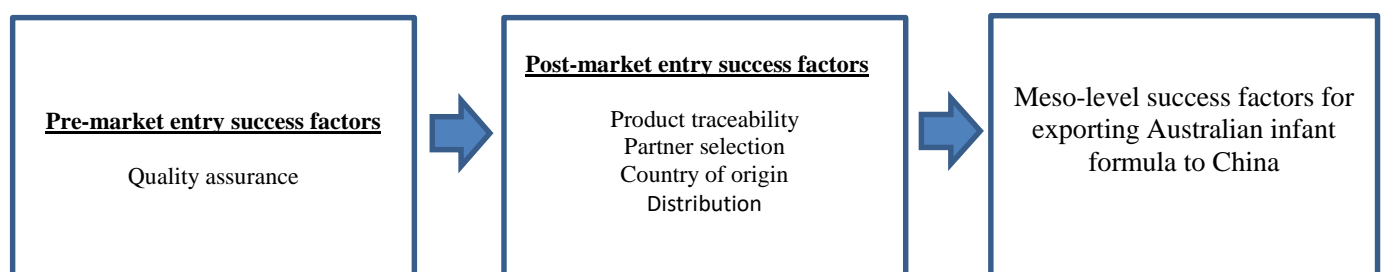 Pre-market entry success factors
Quality assurance
Post-market entry success factors
Product traceability
Partner selection
Country of origin
Distribution
Meso-level success factors for
exporting Australian infant
formula to China